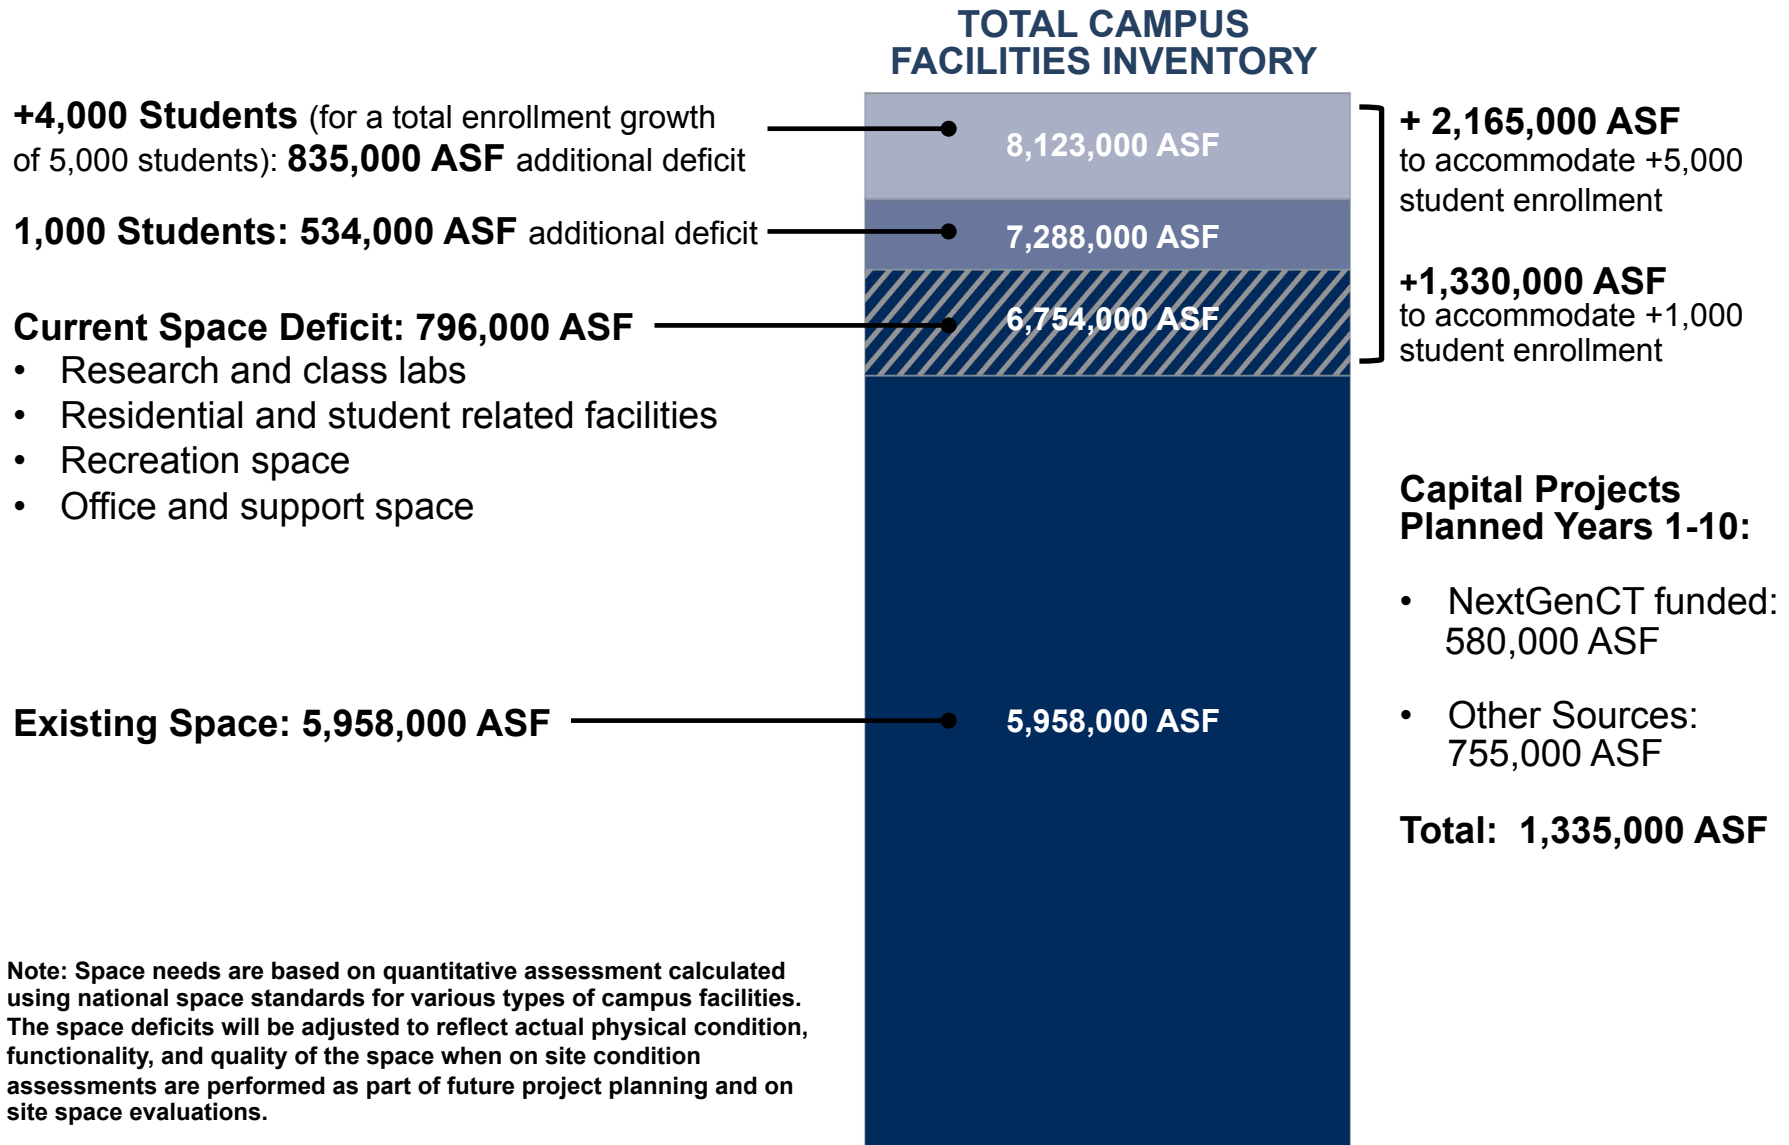 TOTAL CAMPUS
FACILITIES INVENTORY
+4,000 Students (for a total enrollment growth
of 5,000 students): 835,000 ASF additional deficit
1,000 Students: 534,000 ASF additional deficit
Current Space Deficit: 796,000 ASF
• Research and class labs
• Residential and student related facilities
• Recreation space
• Office and support space
Existing Space: 5,958,000 ASF
Note: Space needs are based on quantitative assessment calculated
using national space standards for various types of campus facilities.
The space deficits will be adjusted to reflect actual physical condition,
functionality, and quality of the space when on site condition
assessments are performed as part of future project planning and on
site space evaluations.
8,123,000 ASF
7,288,000 ASF
6,754,000 ASF
5,958,000 ASF
+ 2,165,000 ASF
to accommodate +5,000
student enrollment
+1,330,000 ASF
to accommodate +1,000
student enrollment
Capital Projects
Planned Years 1-10:
• NextGenCT funded:
580,000 ASF
• Other Sources:
755,000 ASF
Total: 1,335,000 ASF